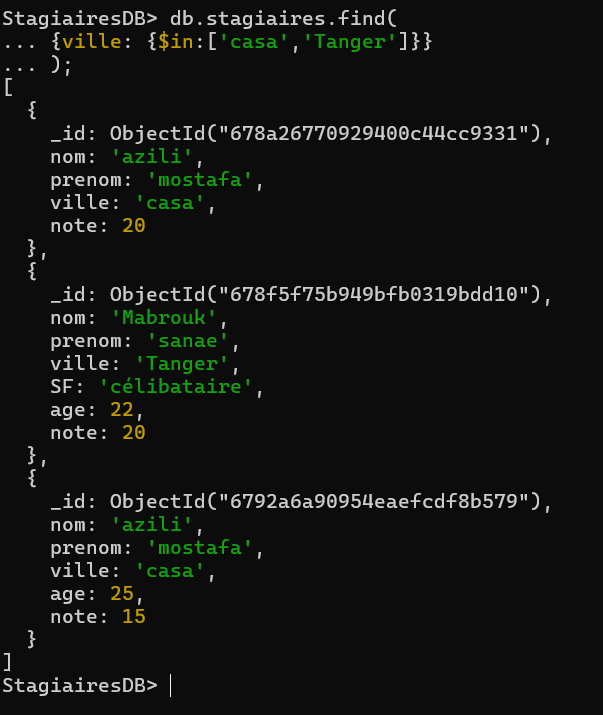 StagiairesDB> db.stagiaires.find(
... {ville: {$in:['casa','Tanger']}}
... );
[
  {
    _id: ObjectId("678a26770929400c44cc9331"),
    nom: 'azili',
    prenom: 'mostafa',
    ville: 'casa',
    note: 20
  },
  {
    _id: ObjectId("678f5f75b949bfb0319bdd10"),
    nom: 'Mabrouk',
    prenom: 'sanae',
    ville: 'Tanger',
    SF: 'célibataire',
    age: 22,
    note: 20
  },
  {
    _id: ObjectId("6792a6a90954eaefcdf8b579"),
    nom: 'azili',
    prenom: 'mostafa',
    ville: 'casa',
    age: 25,
    note: 15
  }
]
StagiairesDB>